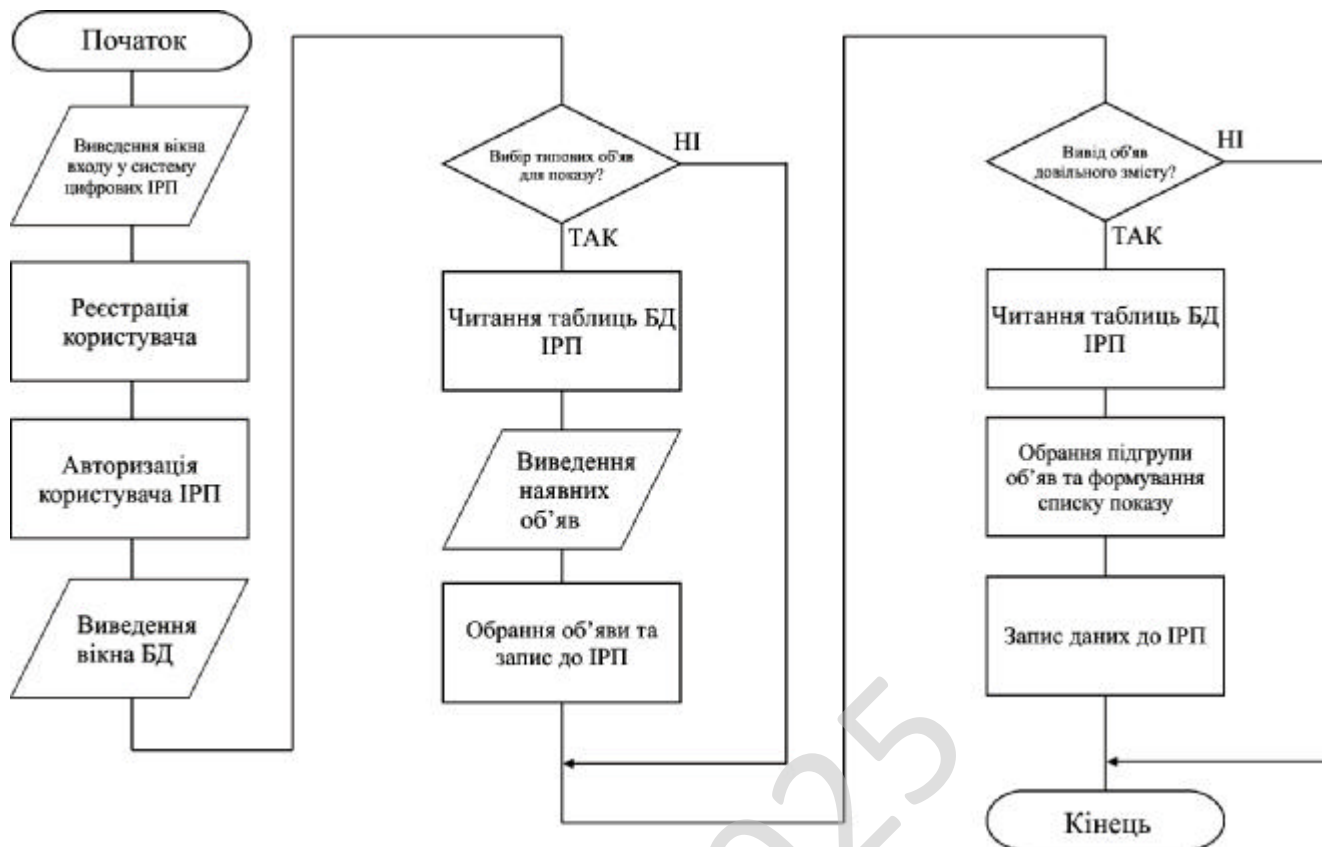 Початок
Виведення вікна
входу у систему
цифрових ІРП
Реєстрація
користувача
Авторизація
користувача ІРП
Виведення
вікна БД
Вибір типових об'яв
для показу?
НІ
ТАК
Читання таблиць БД
ІРП
Виведення
наявних
об’яв
Обрання об’яви та
запис до ІРП
Вивід об'яв
довільного змісту?
НІ
ТАК
Читання таблиць БД
ІРП
Обрання підгрупи
об’яв та формування
списку показу
Запис даних до ІРП
Кінець
2025